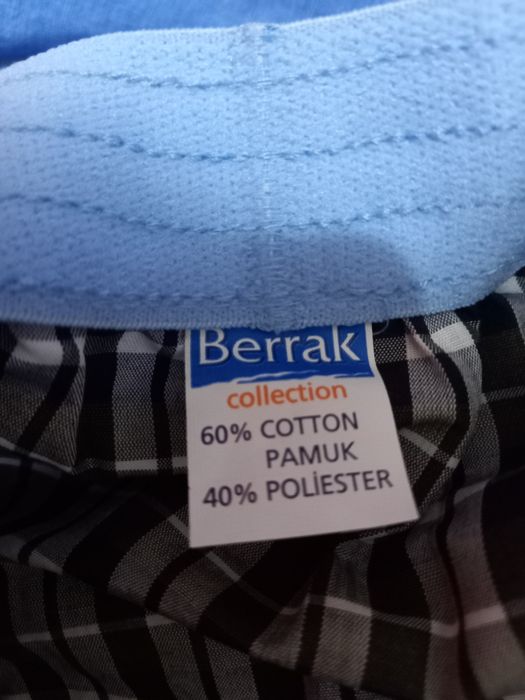 Berrak
collection
60% COTTON
PAMUK
40% POLİESTER